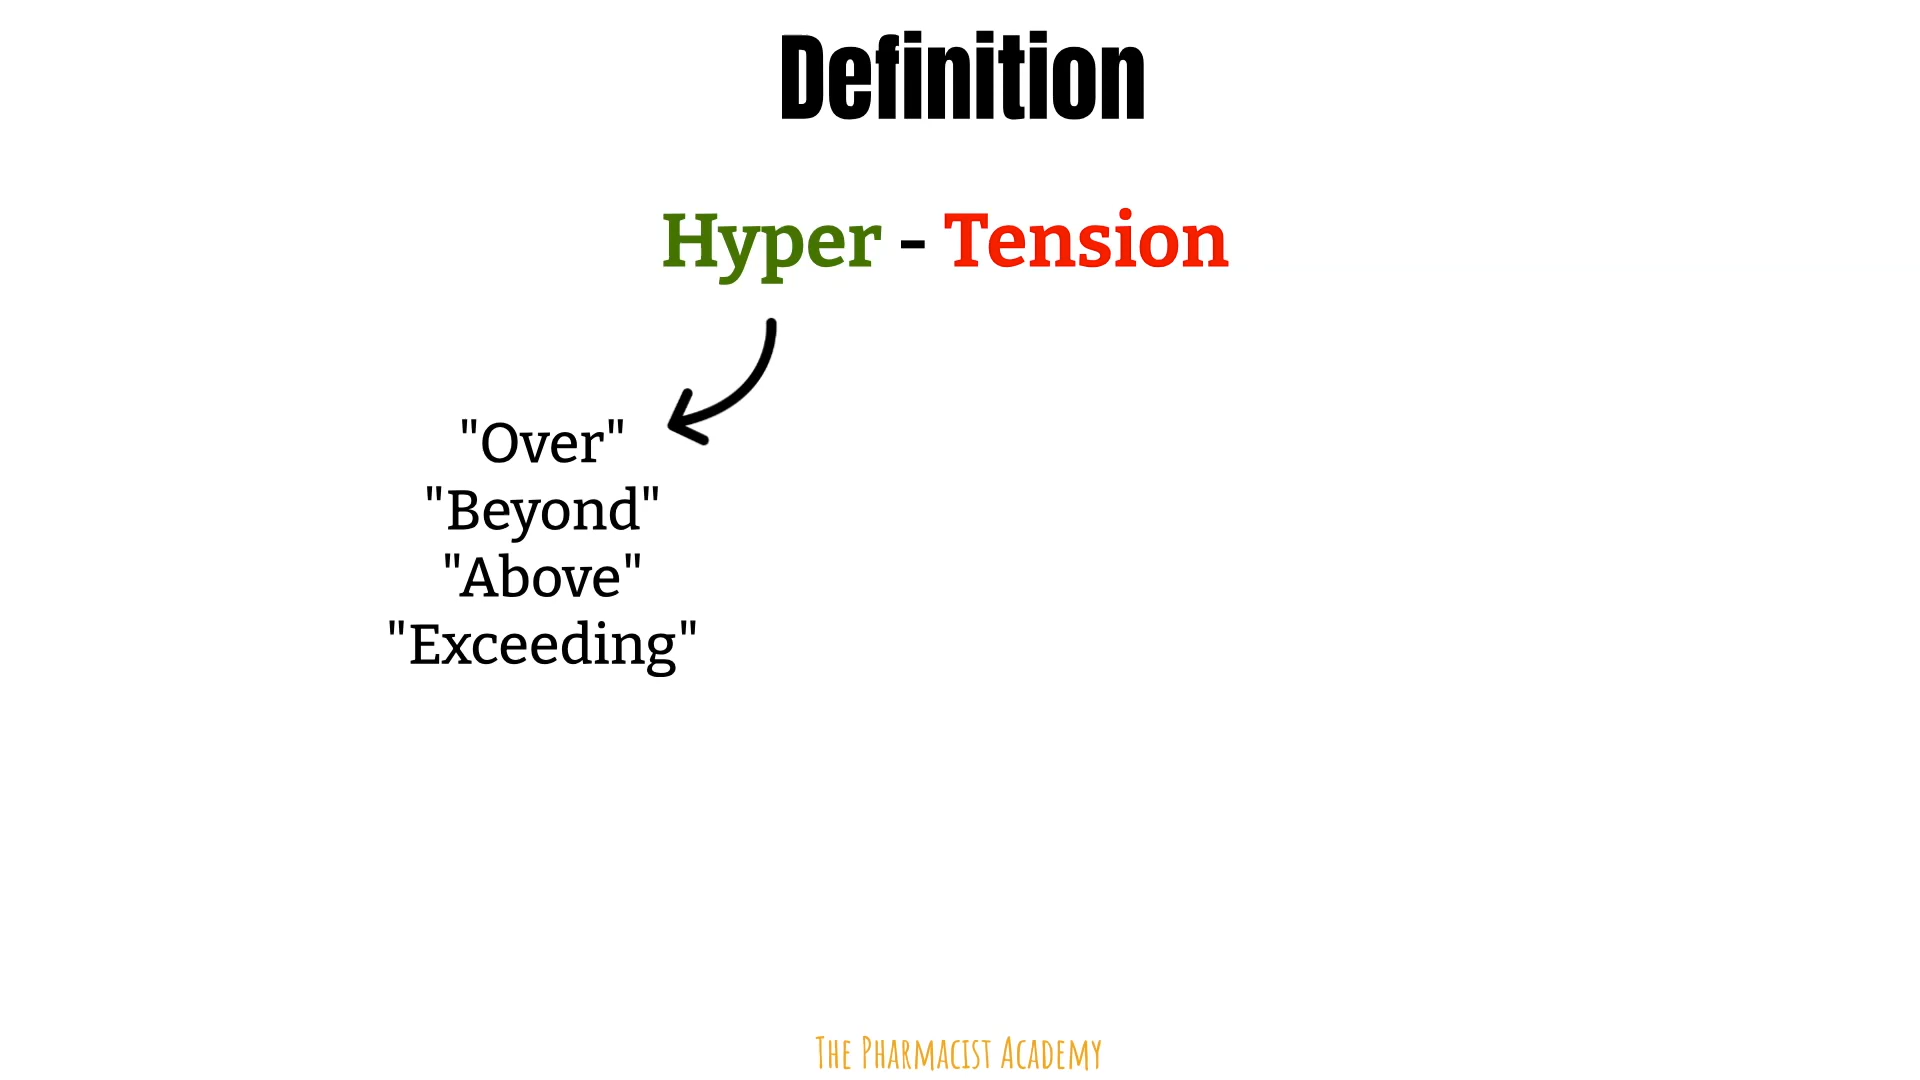 Definition
Hyper - Tension
"Over"
"Beyond"
"Above"
"Exceeding"
The Pharmacist Academy